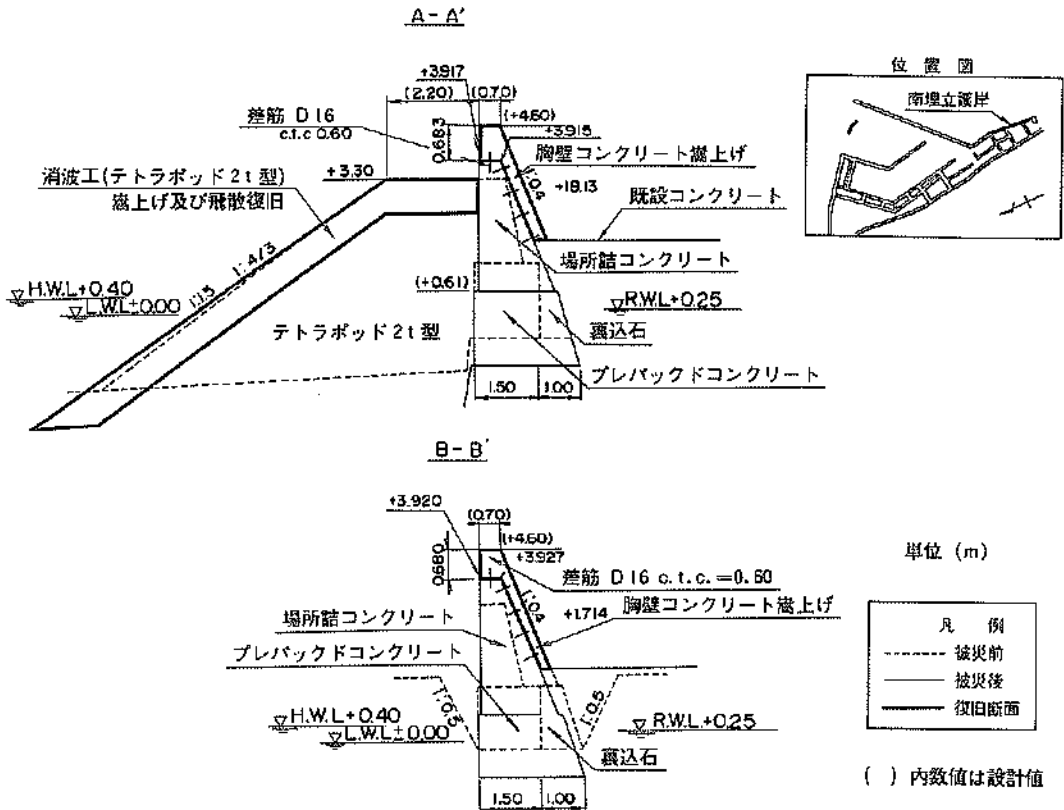 A-A'
+3.917
(2.20)
(0.70)
(+4.60)
+3.915
差筋 D16
c.t.c 0.60
0.683
胸壁コンクリート嵩上げ
消波工(テトラポッド2t型)
嵩上げ及び飛散復旧
+3.30
1:0.4
+18.13
既設コンクリート
場所詰コンクリート
1:4/3
1:1.5
(+0.61)
H.W.L+0.40
L.W.L±0.00
R.W.L+0.25
テトラポッド2t型
裏込石
プレパックドコンクリート
1.50
1.00
位置図
南埋立護岸
B-B'
+3.920
(0.70)
(+4.60)
+3.927
0.680
差筋 D16 c.t.c.=0.60
1:0.4
+1.714
胸壁コンクリート嵩上げ
場所詰コンクリート
プレパックドコンクリート
1:0.5
1:0.5
H.W.L+0.40
L.W.L±0.00
R.W.L.+0.25
裏込石
1.50
1.00
単位 (m)
凡例
被災前
被災後
復旧断面
( ) 内数値は設計値